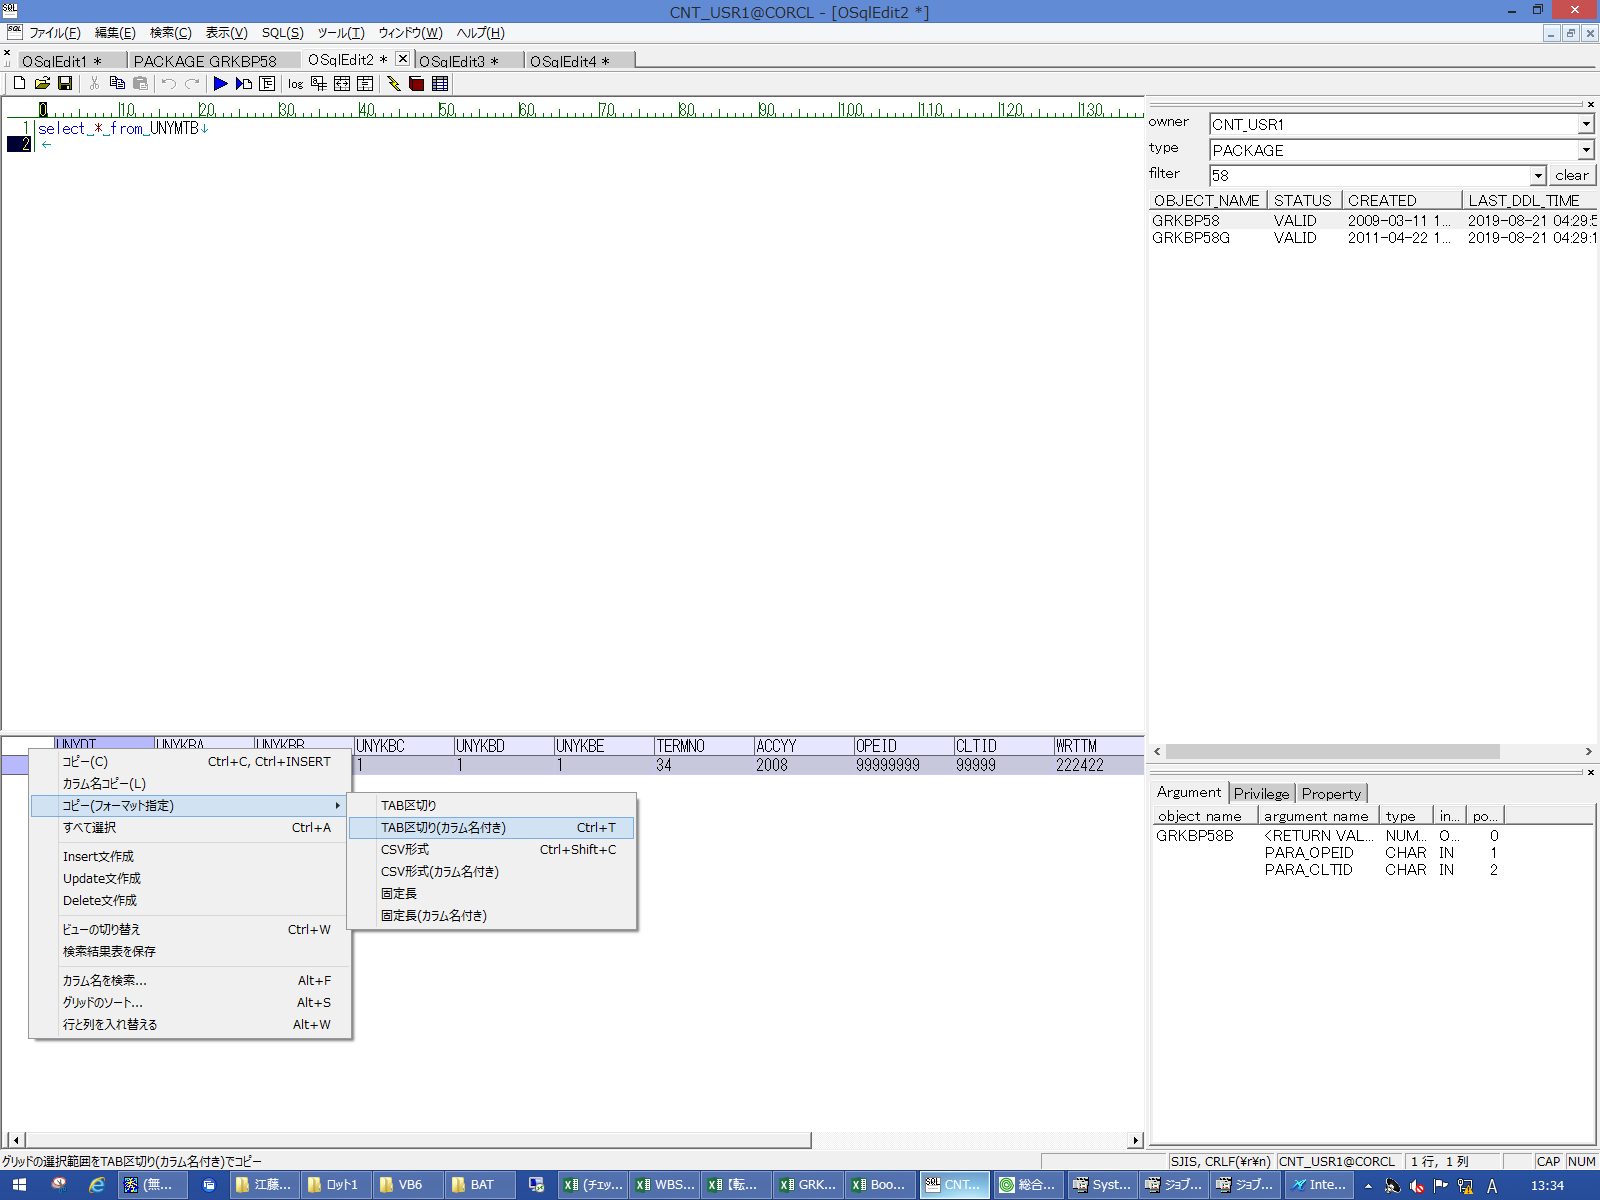 CNT_USR1@CORCL - [OSqlEdit2 *]
ファイル(F) 編集(E) 検索(C) 表示(V) SQL(S) ツール(T) ウィンドウ(W) ヘルプ(H)
OSqlEdit1 * PACKAGE GRKBP58 OSqlEdit2 * OSqlEdit3 * OSqlEdit4 *
log
0 10 20 30 40 50 60 70 80 90 100 110 120 130
1 select * from UNYMTB↓
2 ←
owner CNT_USR1
type PACKAGE
filter 58 clear
OBJECT_NAME STATUS CREATED LAST_DDL_TIME
GRKBP58 VALID 2009-03-11 1... 2019-08-21 04:29:5
GRKBP58G VALID 2011-04-22 1... 2019-08-21 04:29:1
UNYDT UNYKBA UNYKBB UNYKBC UNYKBD UNYKBE TERMNO ACCYY OPEID CLTID WRTTM
1 1 1 34 2008 99999999 99999 222422
コピー(C) Ctrl+C, Ctrl+INSERT
カラム名コピー(L)
コピー(フォーマット指定)
すべて選択 Ctrl+A
Insert文作成
Update文作成
Delete文作成
ビューの切り替え Ctrl+W
検索結果表を保存
カラム名を検索... Alt+F
グリッドのソート... Alt+S
行と列を入れ替える Alt+W
TAB区切り
TAB区切り(カラム名付き) Ctrl+T
CSV形式 Ctrl+Shift+C
CSV形式(カラム名付き)
固定長
固定長(カラム名付き)
Argument Privilege Property
object name argument name type in... po...
GRKBP58B <RETURN VAL... NUM... O... 0
PARA_OPEID CHAR IN 1
PARA_CLTID CHAR IN 2
グリッドの選択範囲をTAB区切り(カラム名付き)でコピー
SJIS, CRLF(¥r¥n) CNT_USR1@CORCL 1 行, 1 列 CAP NUM
(無... 江藤... ロット1 VB6 BAT (チェッ... WBS... 【転... GRK... Boo... CNT... 総合... Syst... ジョブ... ジョブ... Inte... A 13:34